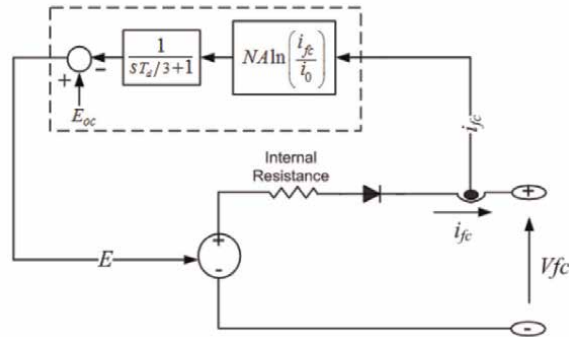 1
sT_d/3+1
NA ln(i_fc/i_0)
+
-
E_oc
i_fc
Internal
Resistance
+
i_fc
E
+
-
Vfc
-